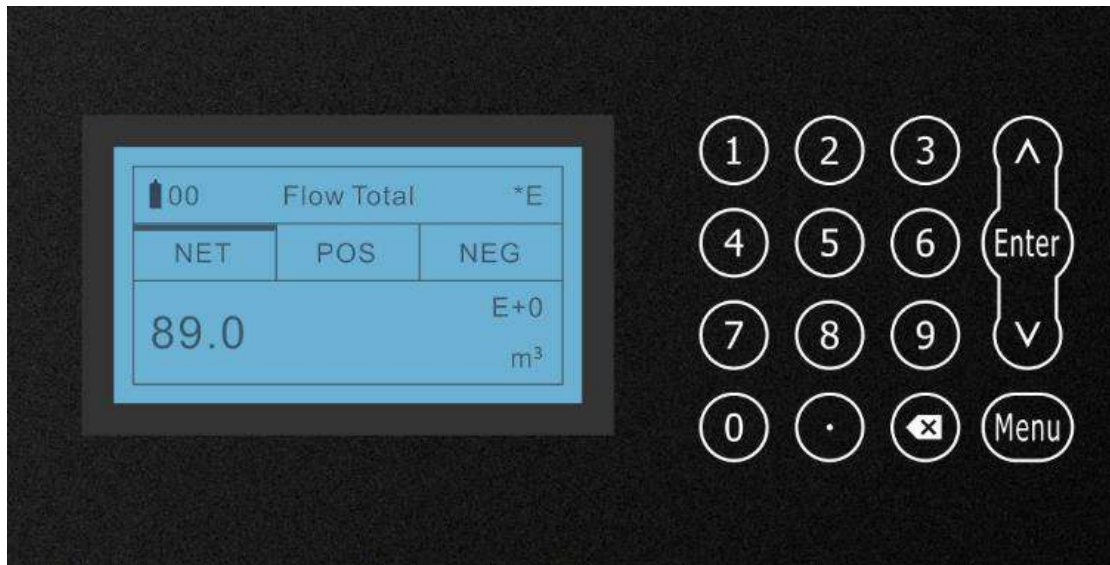 00 Flow Total *E
NET POS NEG
89.0 E+0
m³
1 2 3
4 5 6 Enter
7 8 9
0 . Menu